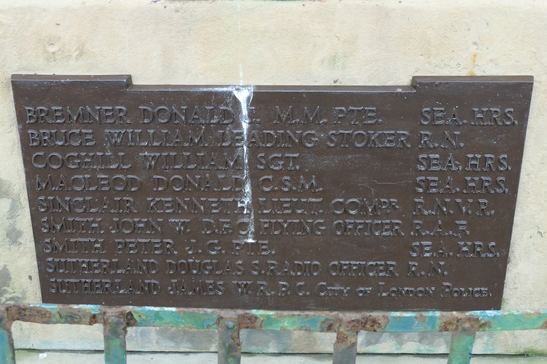 BREMNER DONALD M.M. PTE. SEA. HRS.
BRUCE WILLIAM LEADING STOKER R.N.
COGHILL WILLIAM SGT. SEA. HRS.
MACLEOD DONALD C.S.M. SEA. HRS.
SINCLAIR KENNETH LIEUT. COMDR. R.N.V.R.
SMITH JOHN W. D.F.C. FLYING OFFICER R.A.F.
SMITH PETER J.G. PTE. SEA. HRS.
SUTHERLAND DOUGLAS S. RADIO OFFICER R.N.
SUTHERLAND JAMES W.R. P.C. CITY OF LONDON POLICE.